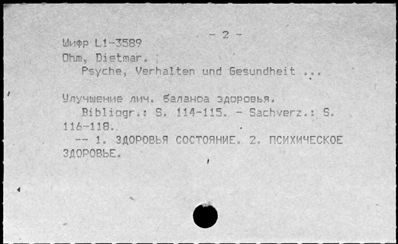 - 2 -
Шифр L1-3589
Ohm, Dietmar.
Psyche, Verhalten und Gesundheit ...
Улучшение лич. баланса здоровья.
Bibliogr.: S. 114-115. - Sachverz.: S.
116-118.
-- 1. ЗДОРОВЬЯ СОСТОЯНИЕ. 2. ПСИХИЧЕСКОЕ
ЗДОРОВЬЕ.